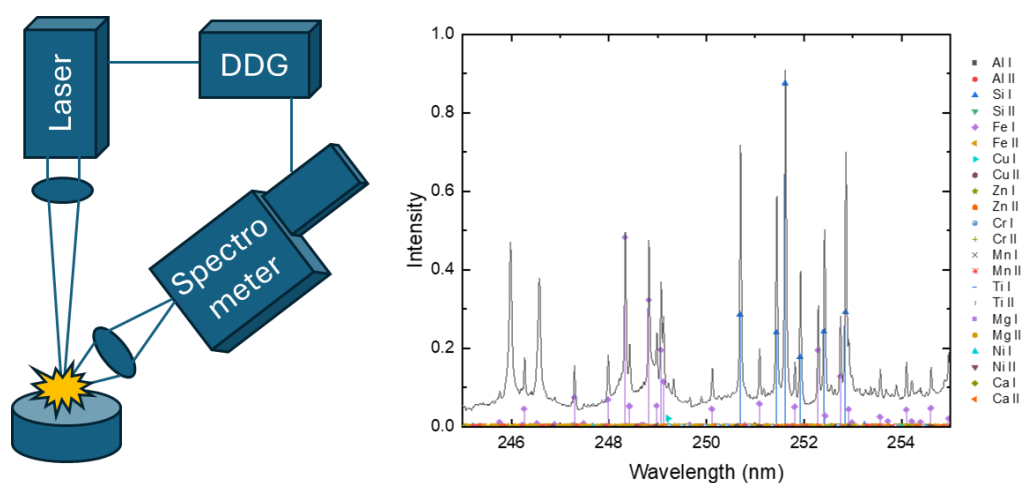 Laser
DDG
Spectro
meter
Intensity
1.0
0.8
0.6
0.4
0.2
0.0
246
248
250
252
254
Wavelength (nm)
Al I
Al II
Si I
Si II
Fe I
Fe II
Cu I
Cu II
Zn I
Zn II
Cr I
Cr II
Mn I
Mn II
Ti I
Ti II
Mg I
Mg II
Ni I
Ni II
Ca I
Ca II